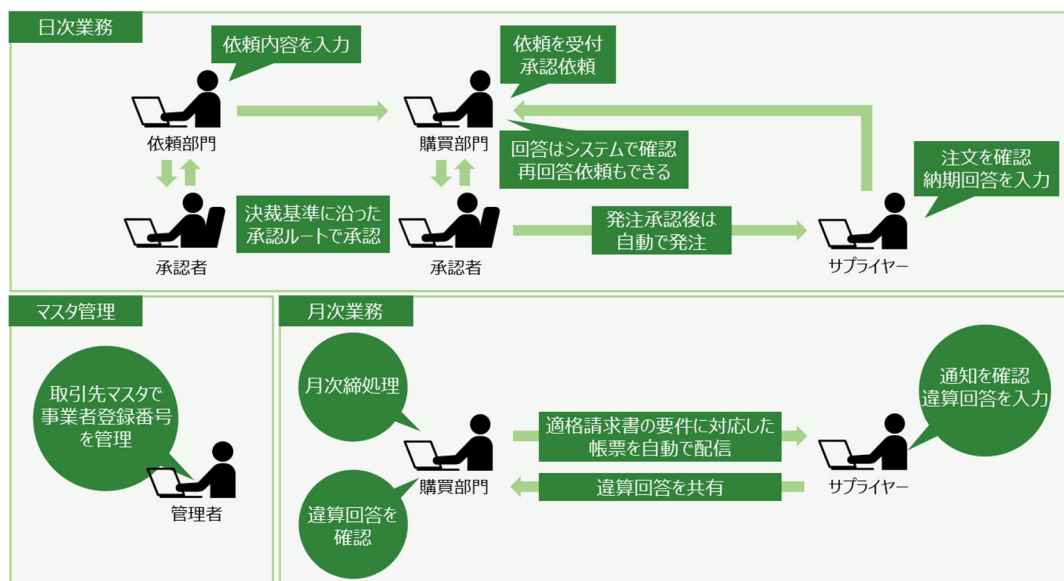 日次業務
依頼内容を入力
依頼を受付
承認依頼
依頼部門
購買部門
回答はシステムで確認
再回答依頼もできる
注文を確認
納期回答を入力
決裁基準に沿った
承認ルートで承認
発注承認後は
自動で発注
承認者
承認者
サプライヤー
マスタ管理
取引先マスタで
事業者登録番号
を管理
管理者
月次業務
月次締処理
通知を確認
違算回答を入力
適格請求書の要件に対応した
帳票を自動で配信
購買部門
サプライヤー
違算回答を共有
違算回答を
確認